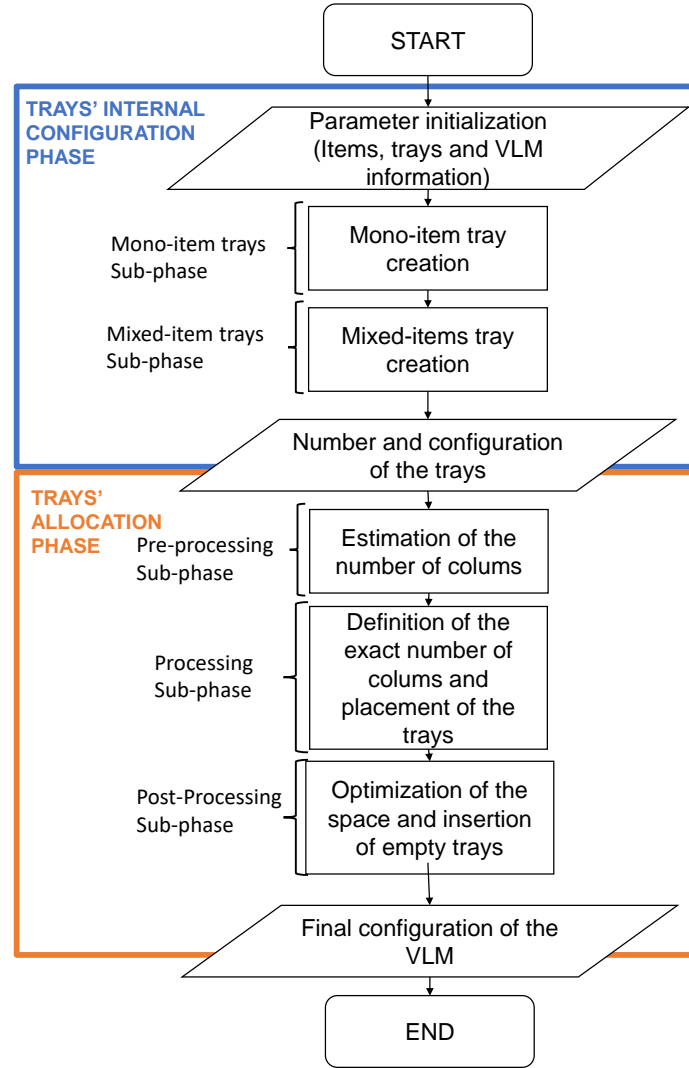 START
TRAYS' INTERNAL
CONFIGURATION
PHASE
Parameter initialization
(Items, trays and VLM
information)
Mono-item trays
Sub-phase
Mono-item tray
creation
Mixed-item trays
Sub-phase
Mixed-items tray
creation
Number and configuration
of the trays
TRAYS'
ALLOCATION
PHASE
Pre-processing
Sub-phase
Estimation of the
number of colums
Processing
Sub-phase
Definition of the
exact number of
colums and
placement of the
trays
Post-Processing
Sub-phase
Optimization of the
space and insertion
of empty trays
Final configuration of the
VLM
END